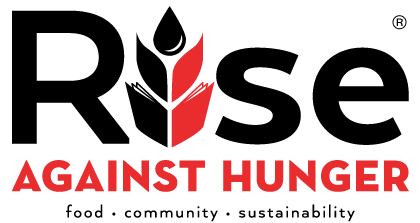 Rise®
AGAINST HUNGER
food · community · sustainability